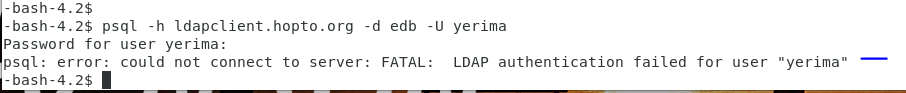 -bash-4.2$
-bash-4.2$ psql -h ldapclient.hopto.org -d edb -U yerima
Password for user yerima:
psql: error: could not connect to server: FATAL:  LDAP authentication failed for user "yerima"
-bash-4.2$